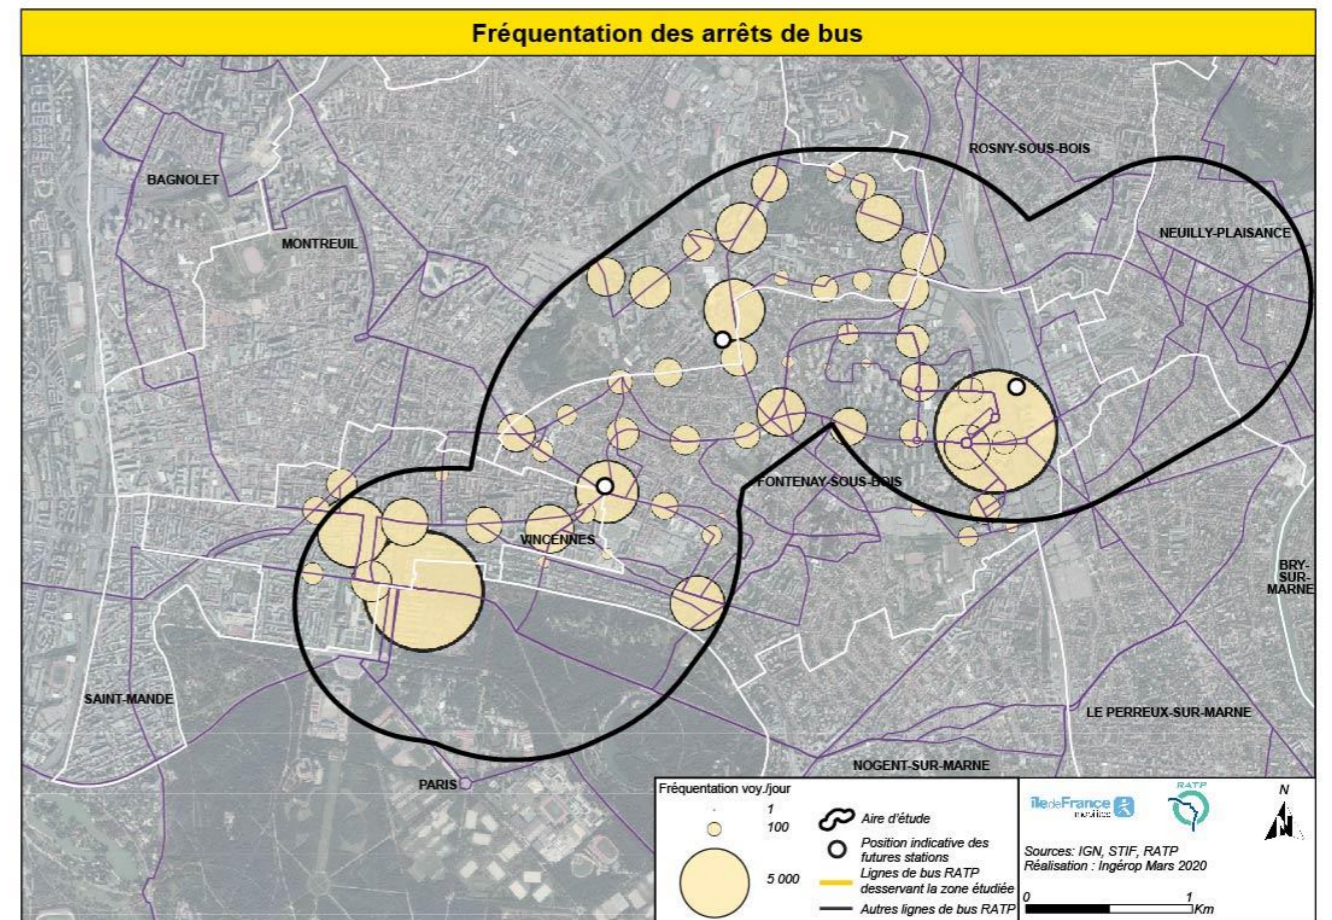 Fréquentation des arrêts de bus
ROSNY-SOUS-BOIS
BAGNOLET
NEUILLY-PLAISANCE
MONTREUIL
FONTENAY-SOUS-BOIS
VINCENNES
BRY-
SUR-
MARNE
SAINT-MANDE
LE PERREUX-SUR-MARNE
NOGENT-SUR-MARNE
PARIS
Fréquentation voy./jour
1
100
5 000
Aire d'étude
Position indicative des
futures stations
Lignes de bus RATP
desservant la zone étudiée
Autres lignes de bus RATP
îledeFrance
mobilités
RATP
N
Sources: IGN, STIF, RATP
Réalisation : Ingérop Mars 2020
0 1
Km